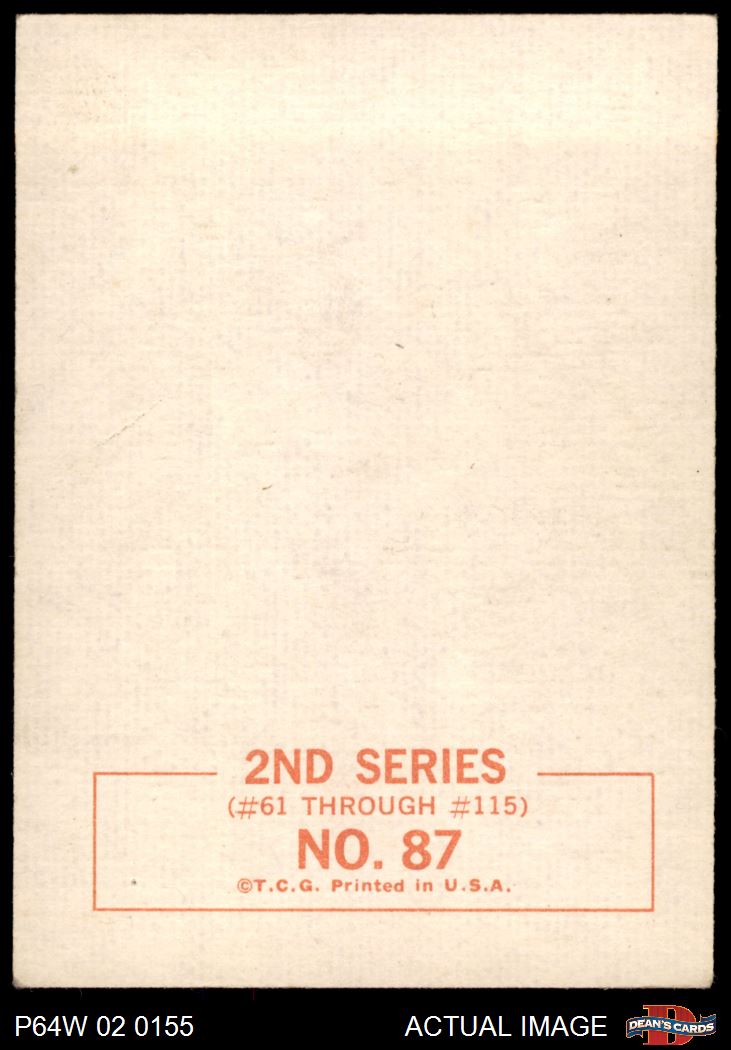 2ND SERIES
(#61 THROUGH #115)
NO. 87
©T.C.G. Printed in U.S.A.
P64W 02 0155
ACTUAL IMAGE
DEAN'S CARDS